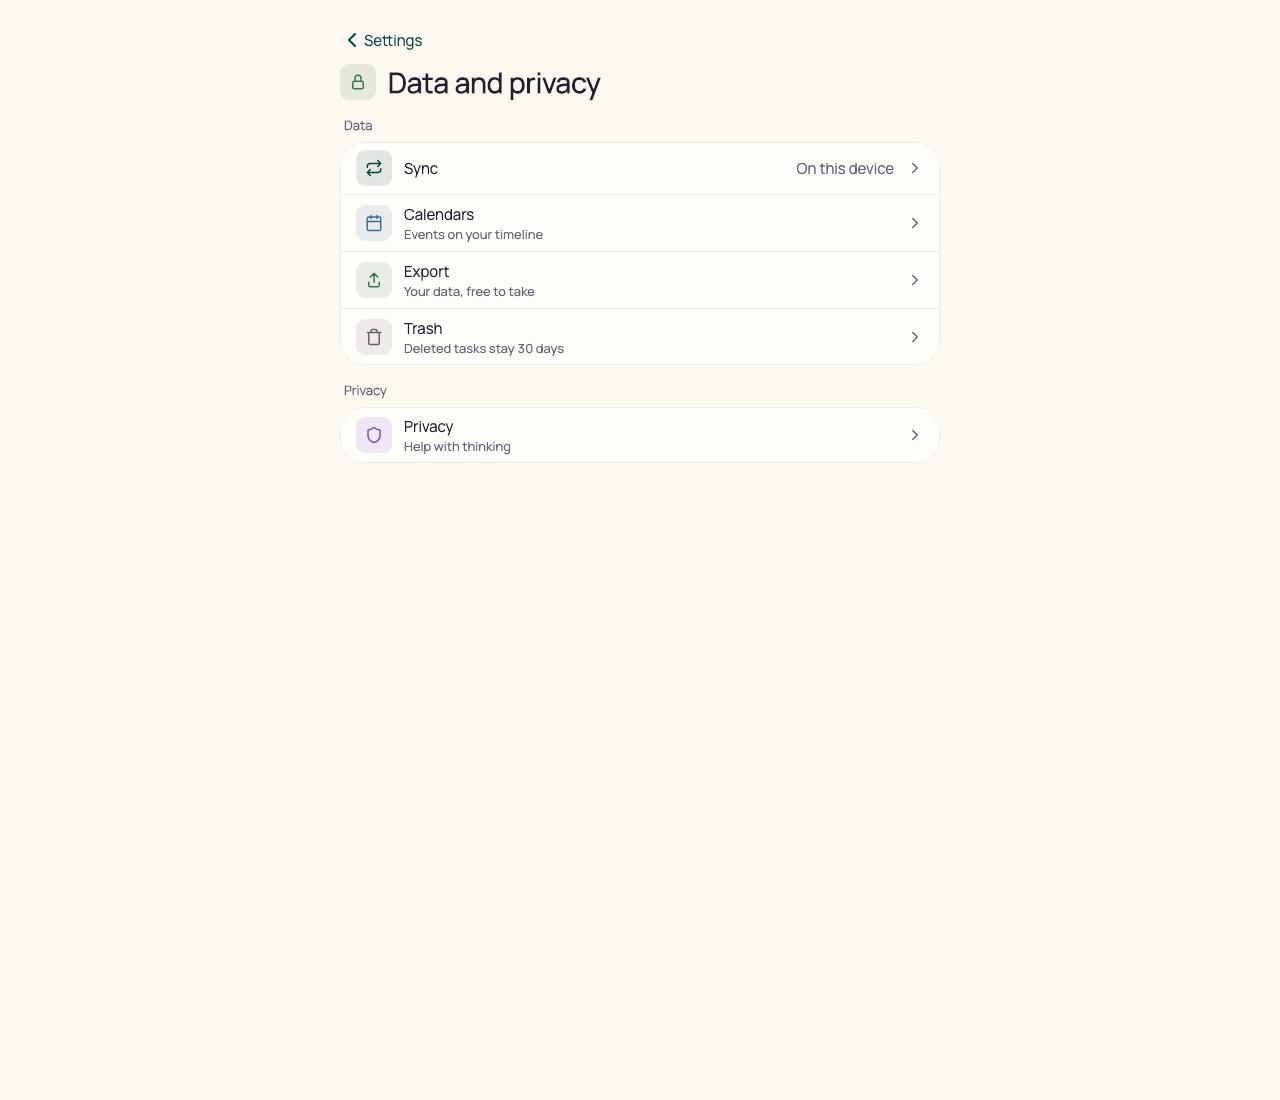 Settings
Data and privacy
Data
Sync
On this device
Calendars
Events on your timeline
Export
Your data, free to take
Trash
Deleted tasks stay 30 days
Privacy
Privacy
Help with thinking